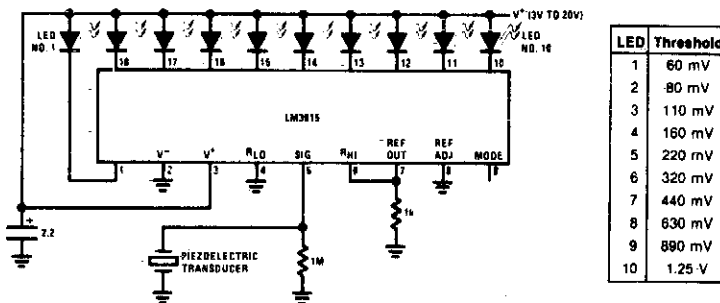 V+ (3V TO 20V)
LED
NO. 1
LED
NO. 10
18 17 16 15 14 13 12 11 10
LM3915
V− V+ RLO SIG RHI REF OUT REF ADJ MODE
1 2 3 4 5 6 7 8 9
2.2
+
PIEZOELECTRIC
TRANSDUCER
1M
1k
LED Threshold
1 60 mV
2 80 mV
3 110 mV
4 160 mV
5 220 mV
6 320 mV
7 440 mV
8 630 mV
9 890 mV
10 1.25 V